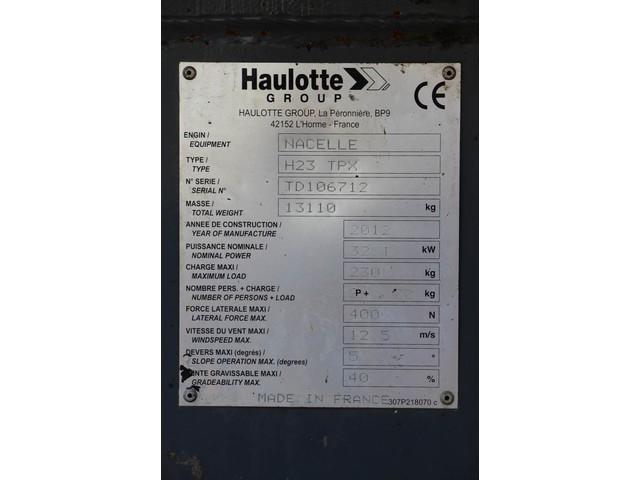 Haulotte
GROUP
CE
HAULOTTE GROUP, La Péronnière, BP9
42152 L'Horme - France
ENGIN / NACELLE
EQUIPMENT
TYPE / H23 TPX
TYPE
N° SERIE / TD106712
SERIAL N°
MASSE / 13110 kg
TOTAL WEIGHT
ANNEE DE CONSTRUCTION / 2012
YEAR OF MANUFACTURE
PUISSANCE NOMINALE / 32.1 kW
NOMINAL POWER
CHARGE MAXI / 230 kg
MAXIMUM LOAD
NOMBRE PERS. + CHARGE / P + kg
NUMBER OF PERSONS + LOAD
FORCE LATERALE MAXI / 400 N
LATERAL FORCE MAX.
VITESSE DU VENT MAXI / 12.5 m/s
WINDSPEED MAX.
DEVERS MAXI (degrés) / 5 °
SLOPE OPERATION MAX. (degrees)
GRAVISSABLE MAXI / 40 %
GRADEABILITY MAX.
MADE IN FRANCE 307P218070 c